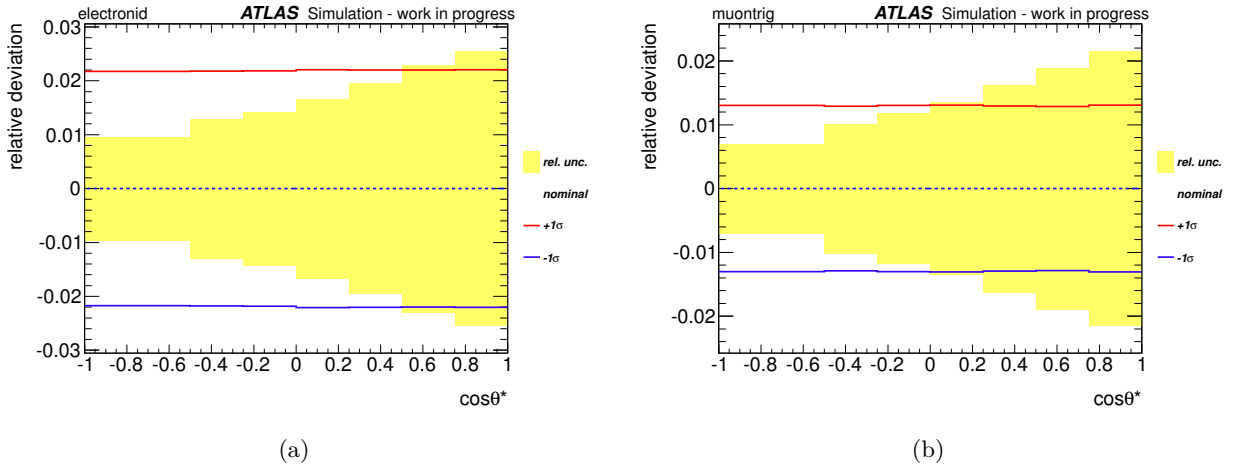 electronid ATLAS Simulation - work in progress
relative deviation
0.03
0.02
0.01
0
-0.01
-0.02
-0.03
-1 -0.8 -0.6 -0.4 -0.2 0 0.2 0.4 0.6 0.8 1
cosθ*
rel. unc.
nominal
+1σ
-1σ
(a)
muontrig ATLAS Simulation - work in progress
relative deviation
0.02
0.01
0
-0.01
-0.02
-1 -0.8 -0.6 -0.4 -0.2 0 0.2 0.4 0.6 0.8 1
cosθ*
rel. unc.
nominal
+1σ
-1σ
(b)